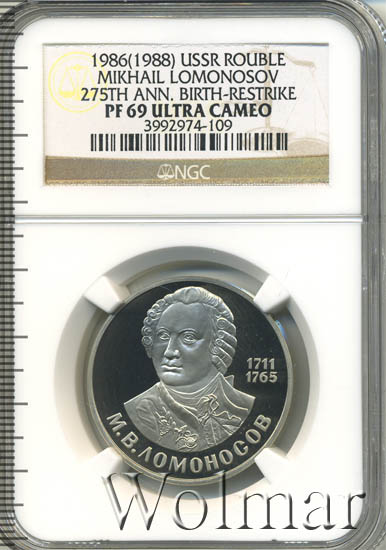 1986(1988) USSR ROUBLE
MIKHAIL LOMONOSOV
275TH ANN. BIRTH-RESTRIKE
PF 69 ULTRA CAMEO
3992974-109
NGC
1711
1765
М.В.ЛОМОНОСОВ
Wolmar